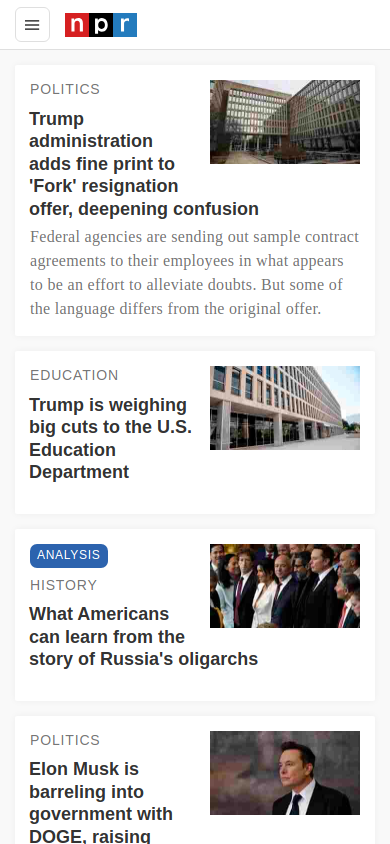 npr
POLITICS
Trump
administration
adds fine print to
'Fork' resignation
offer, deepening confusion
Federal agencies are sending out sample contract
agreements to their employees in what appears
to be an effort to alleviate doubts. But some of
the language differs from the original offer.
EDUCATION
Trump is weighing
big cuts to the U.S.
Education
Department
ANALYSIS
HISTORY
What Americans
can learn from the
story of Russia's oligarchs
POLITICS
Elon Musk is
barreling into
government with
DOGE, raising